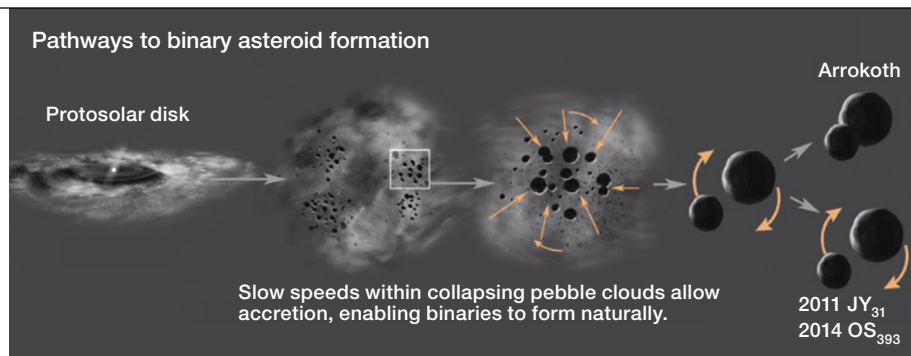 Pathways to binary asteroid formation
Arrokoth
Protosolar disk
Slow speeds within collapsing pebble clouds allow
accretion, enabling binaries to form naturally.
2011 JY₃₁
2014 OS₃₉₃